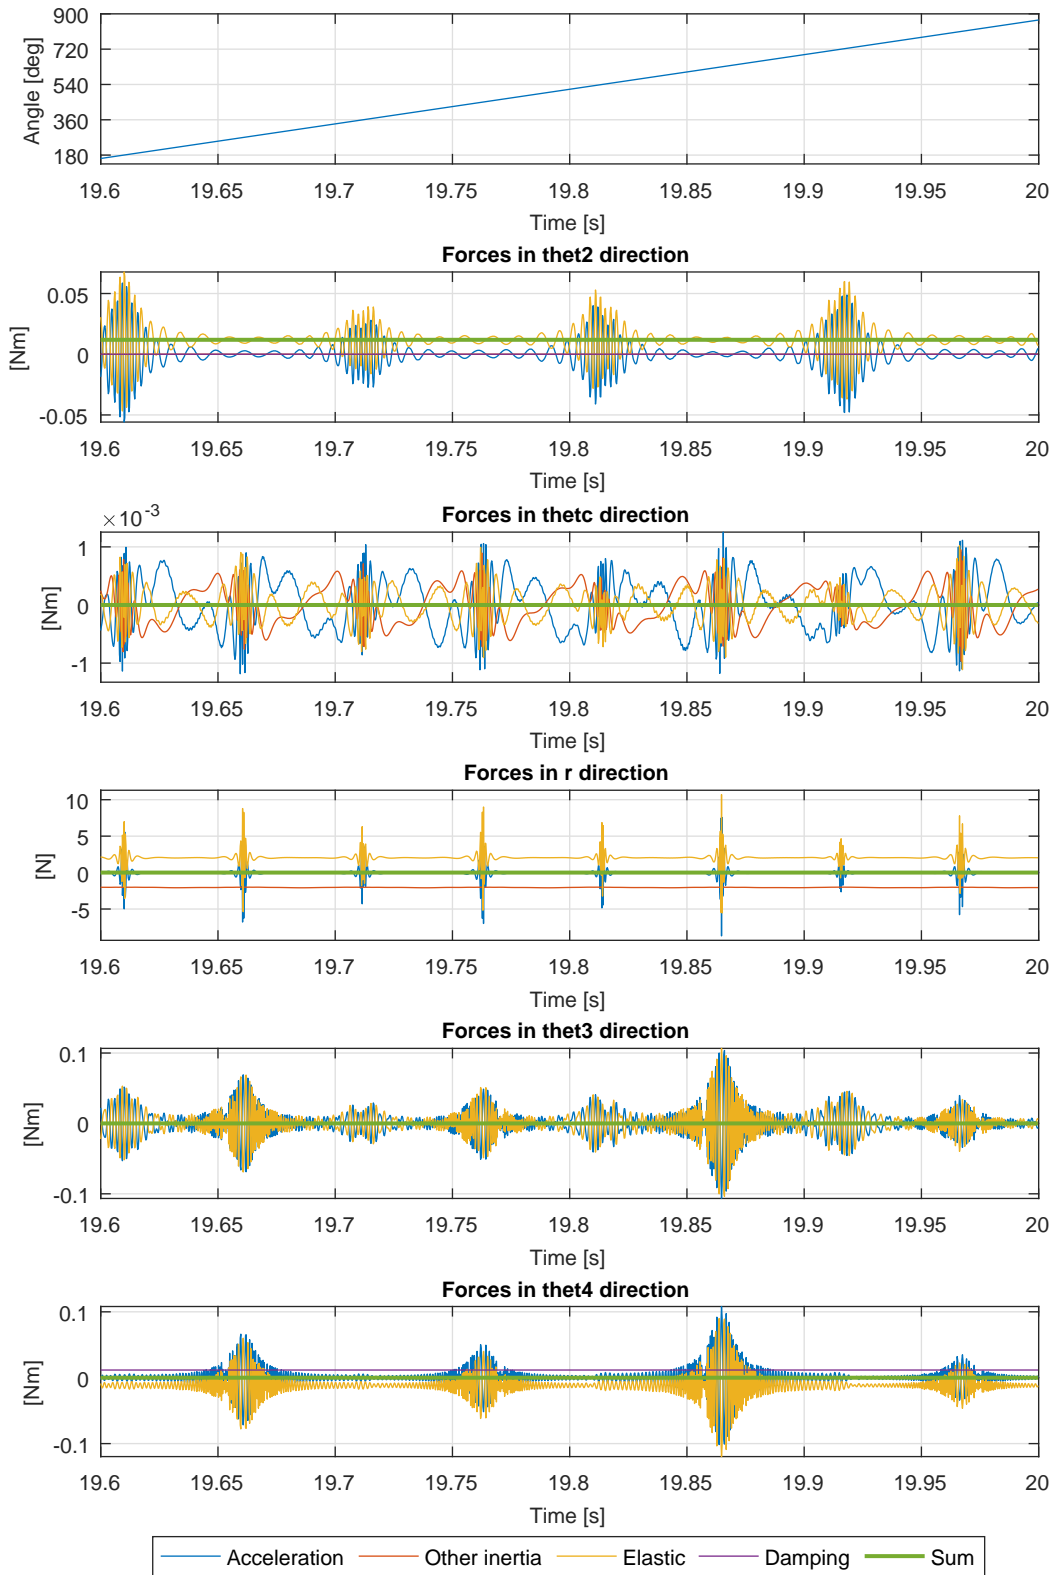 Angle [deg]
900
720
540
360
180
19.6 19.65 19.7 19.75 19.8 19.85 19.9 19.95 20
Time [s]
Forces in thet2 direction
[Nm]
0.05
0
-0.05
19.6 19.65 19.7 19.75 19.8 19.85 19.9 19.95 20
Time [s]
× 10 -3
Forces in thetc direction
[Nm]
1
0
-1
19.6 19.65 19.7 19.75 19.8 19.85 19.9 19.95 20
Time [s]
Forces in r direction
[N]
10
5
0
-5
19.6 19.65 19.7 19.75 19.8 19.85 19.9 19.95 20
Time [s]
Forces in thet3 direction
[Nm]
0.1
0
-0.1
19.6 19.65 19.7 19.75 19.8 19.85 19.9 19.95 20
Time [s]
Forces in thet4 direction
[Nm]
0.1
0
-0.1
19.6 19.65 19.7 19.75 19.8 19.85 19.9 19.95 20
Time [s]
Acceleration Other inertia Elastic Damping Sum